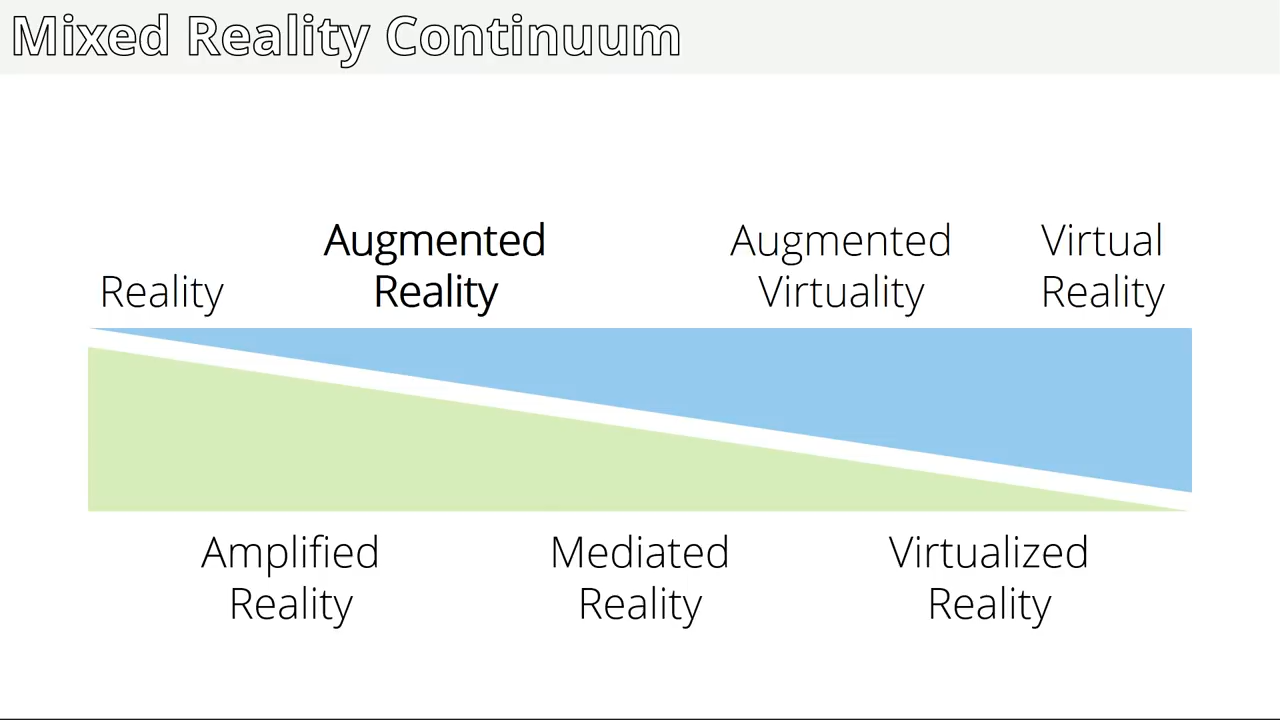 Mixed Reality Continuum
Reality
Augmented
Reality
Augmented
Virtuality
Virtual
Reality
Amplified
Reality
Mediated
Reality
Virtualized
Reality